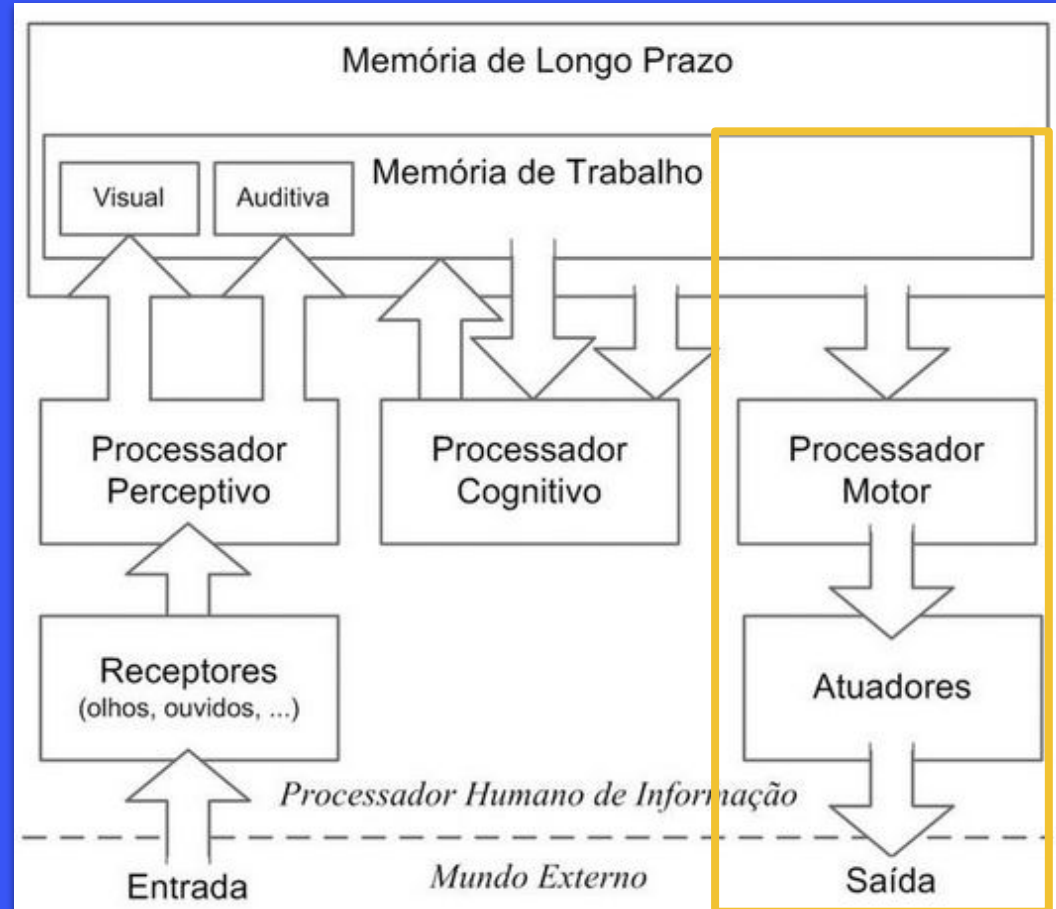 Memória de Longo Prazo
Memória de Trabalho
Visual
Auditiva
Processador
Perceptivo
Processador
Cognitivo
Processador
Motor
Receptores
(olhos, ouvidos, ...)
Atuadores
Processador Humano de Informação
Entrada
Mundo Externo
Saída